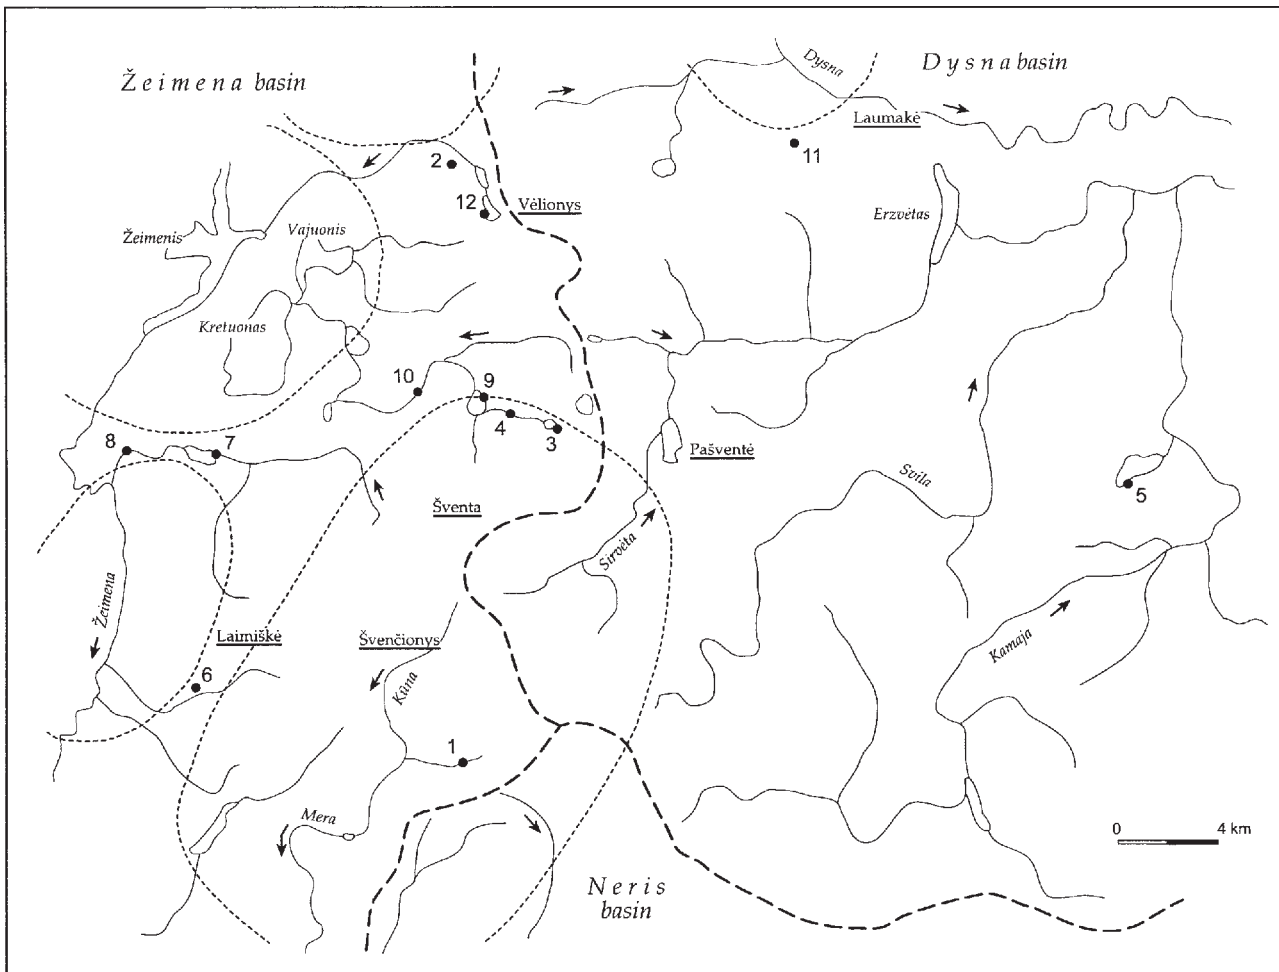 Žeimena basin
Dysna basin
Dysna
Laumakė
11
2
12
Vėlionys
Erzvėtas
Žeimenis
Vajuonis
Kretuonas
10
9
4
3
8
7
Pašventė
Svila
5
Šventa
Sirvėta
Žeimena
Laimiškė
Švenčionys
Kamaja
6
Kūna
1
Mera
0 4 km
Neris
basin